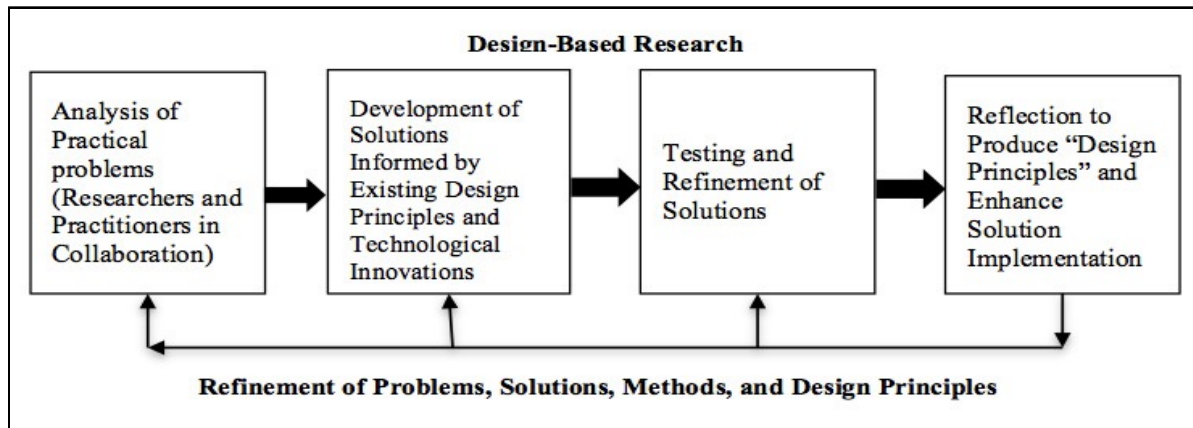 Design-Based Research
Analysis of
Practical
problems
(Researchers and
Practitioners in
Collaboration)
Development of
Solutions
Informed by
Existing Design
Principles and
Technological
Innovations
Testing and
Refinement of
Solutions
Reflection to
Produce “Design
Principles” and
Enhance
Solution
Implementation
Refinement of Problems, Solutions, Methods, and Design Principles